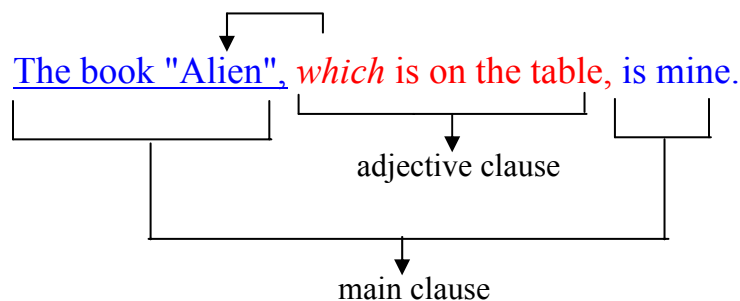 The book "Alien", which is on the table, is mine.
adjective clause
main clause